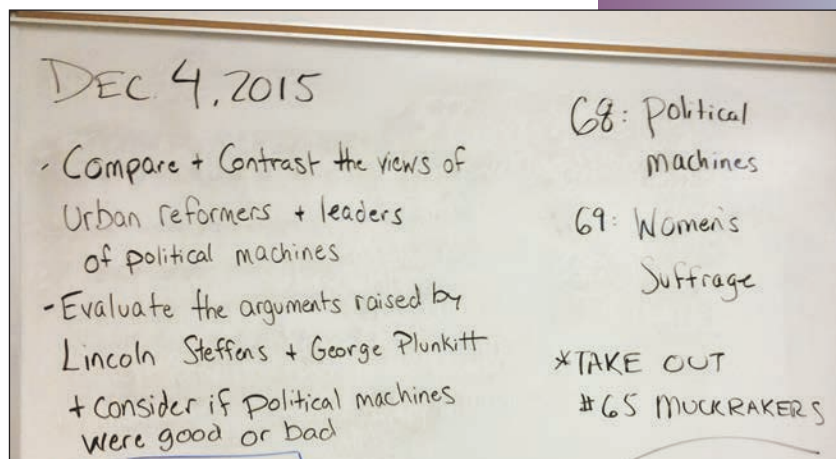 DEC. 4, 2015
- Compare + Contrast the views of
Urban reformers + leaders
of political machines
- Evaluate the arguments raised by
Lincoln Steffens + George Plunkitt
+ consider if political machines
were good or bad
68: Political
machines
69: Women's
Suffrage
*TAKE OUT
#65 MUCKRAKERS